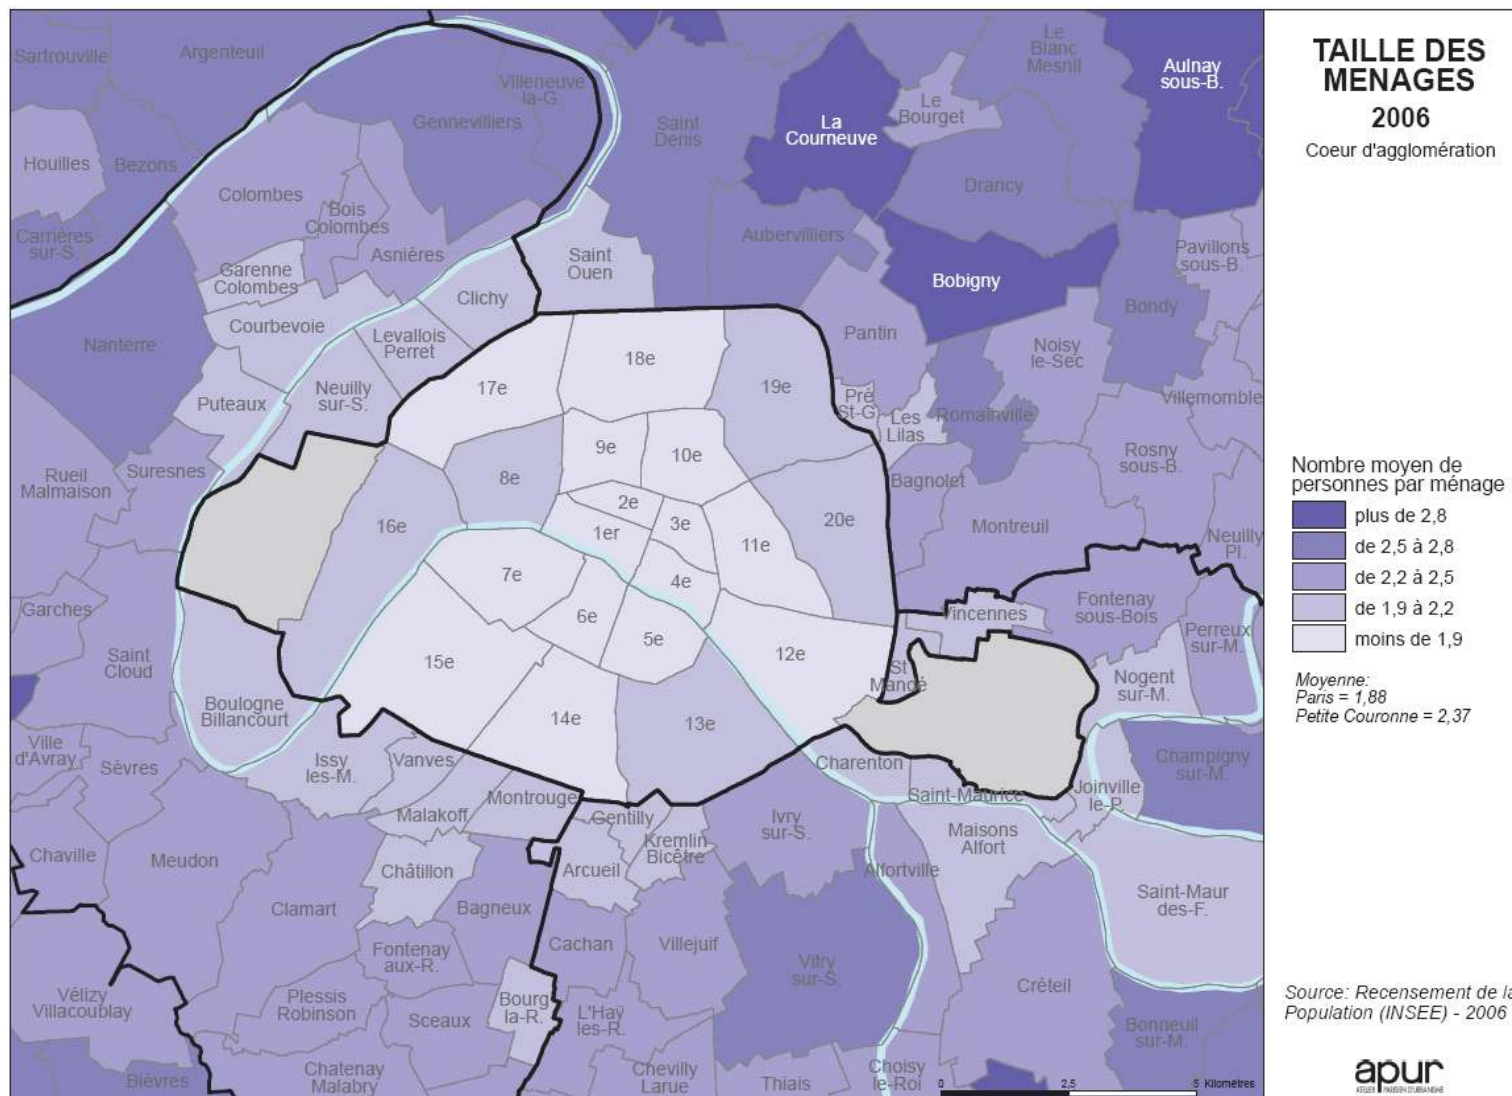 TAILLE DES
MENAGES
2006
Coeur d'agglomération
Nombre moyen de
personnes par ménage
plus de 2,8
de 2,5 à 2,8
de 2,2 à 2,5
de 1,9 à 2,2
moins de 1,9
Moyenne:
Paris = 1,88
Petite Couronne = 2,37
Source: Recensement de la
Population (INSEE) - 2006
apur
ATELIER PARISIEN D'URBANISME
0 2,5 5 Kilomètres
Sartrouville
Argenteuil
Villeneuve
la-G.
Gennevilliers
Saint
Denis
La
Courneuve
Le
Bourget
Le
Blanc
Mesnil
Aulnay
sous-B.
Houilles
Bezons
Colombes
Bois
Colombes
Asnières
Carrières
sur-S.
Garenne
Colombes
Clichy
Saint
Ouen
Aubervilliers
Drancy
Bobigny
Pavillons
sous-B.
Bondy
Nanterre
Courbevoie
Levallois
Perret
Puteaux
Neuilly
sur-S.
Pantin
Noisy
le-Sec
Pré
St-G
Les
Lilas
Romainville
Villemomble
Rosny
sous-B.
Rueil
Malmaison
Suresnes
Bagnolet
Montreuil
Neuilly
Pl.
17e
18e
19e
9e
10e
8e
2e
3e
1er
16e
11e
20e
7e
4e
6e
5e
15e
12e
14e
13e
Garches
Saint
Cloud
Boulogne
Billancourt
Vincennes
Fontenay
sous-Bois
Perreux
sur-M.
St
Mandé
Nogent
sur-M.
Ville
d'Avray
Sèvres
Issy
les-M.
Vanves
Malakoff
Montrouge
Gentilly
Kremlin
Bicêtre
Arcueil
Ivry
sur-S.
Charenton
Saint-Maurice
Joinville
le-P.
Champigny
sur-M.
Maisons
Alfort
Alfortville
Chaville
Meudon
Châtillon
Clamart
Bagneux
Fontenay
aux-R.
Cachan
Villejuif
Vitry
sur-S.
Saint-Maur
des-F.
Créteil
Vélizy
Villacoublay
Plessis
Robinson
Sceaux
Bourg
la-R.
L'Haÿ
les-R.
Bonneuil
sur-M.
Bièvres
Chatenay
Malabry
Chevilly
Larue
Thiais
Choisy
le-Roi